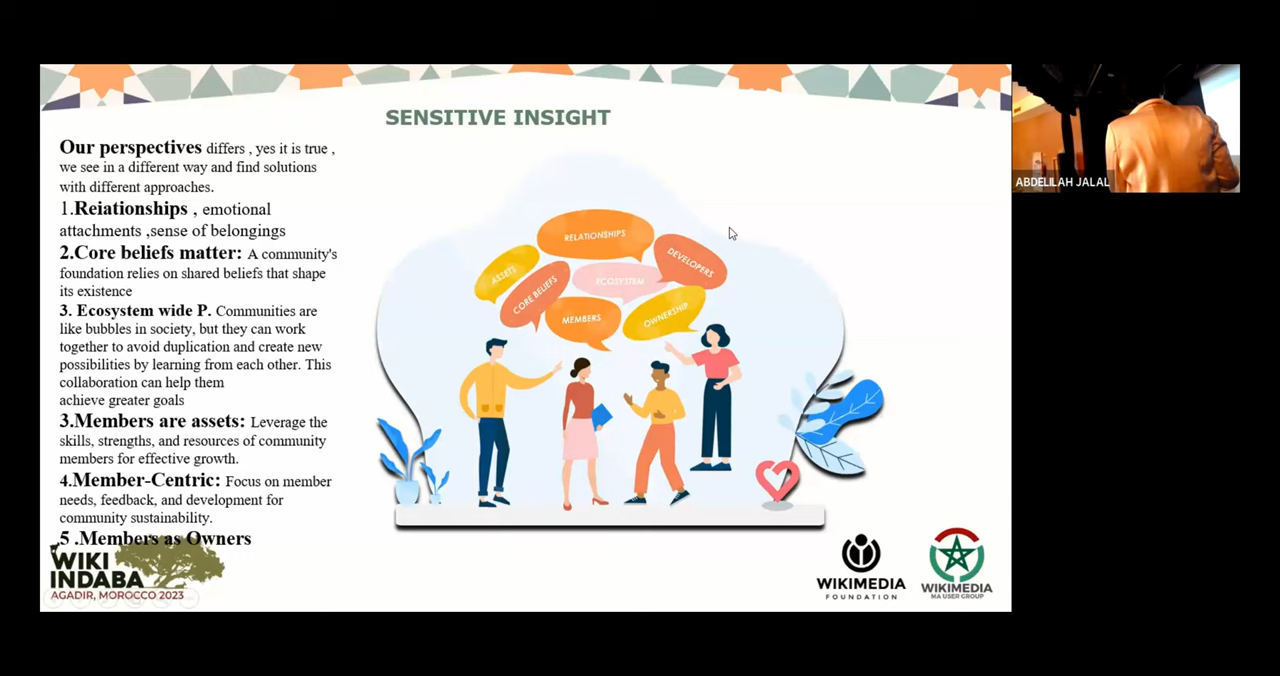 SENSITIVE INSIGHT
Our perspectives differs , yes it is true ,
we see in a different way and find solutions
with different approaches.
1.Reiationships , emotional
attachments ,sense of belongings
2.Core beliefs matter: A community's
foundation relies on shared beliefs that shape
its existence
3. Ecosystem wide P. Communities are
like bubbles in society, but they can work
together to avoid duplication and create new
possibilities by learning from each other. This
collaboration can help them
achieve greater goals
3.Members are assets: Leverage the
skills, strengths, and resources of community
members for effective growth.
4.Member-Centric: Focus on member
needs, feedback, and development for
community sustainability.
5 .Members as Owners
RELATIONSHIPS
DEVELOPERS
ASSETS
CORE BELIEFS
ECOSYSTEM
MEMBERS
OWNERSHIP
WIKI
INDABA
AGADIR, MOROCCO 2023
WIKIMEDIA
FOUNDATION
WIKIMEDIA
MA USER GROUP
ABDELILAH JALAL